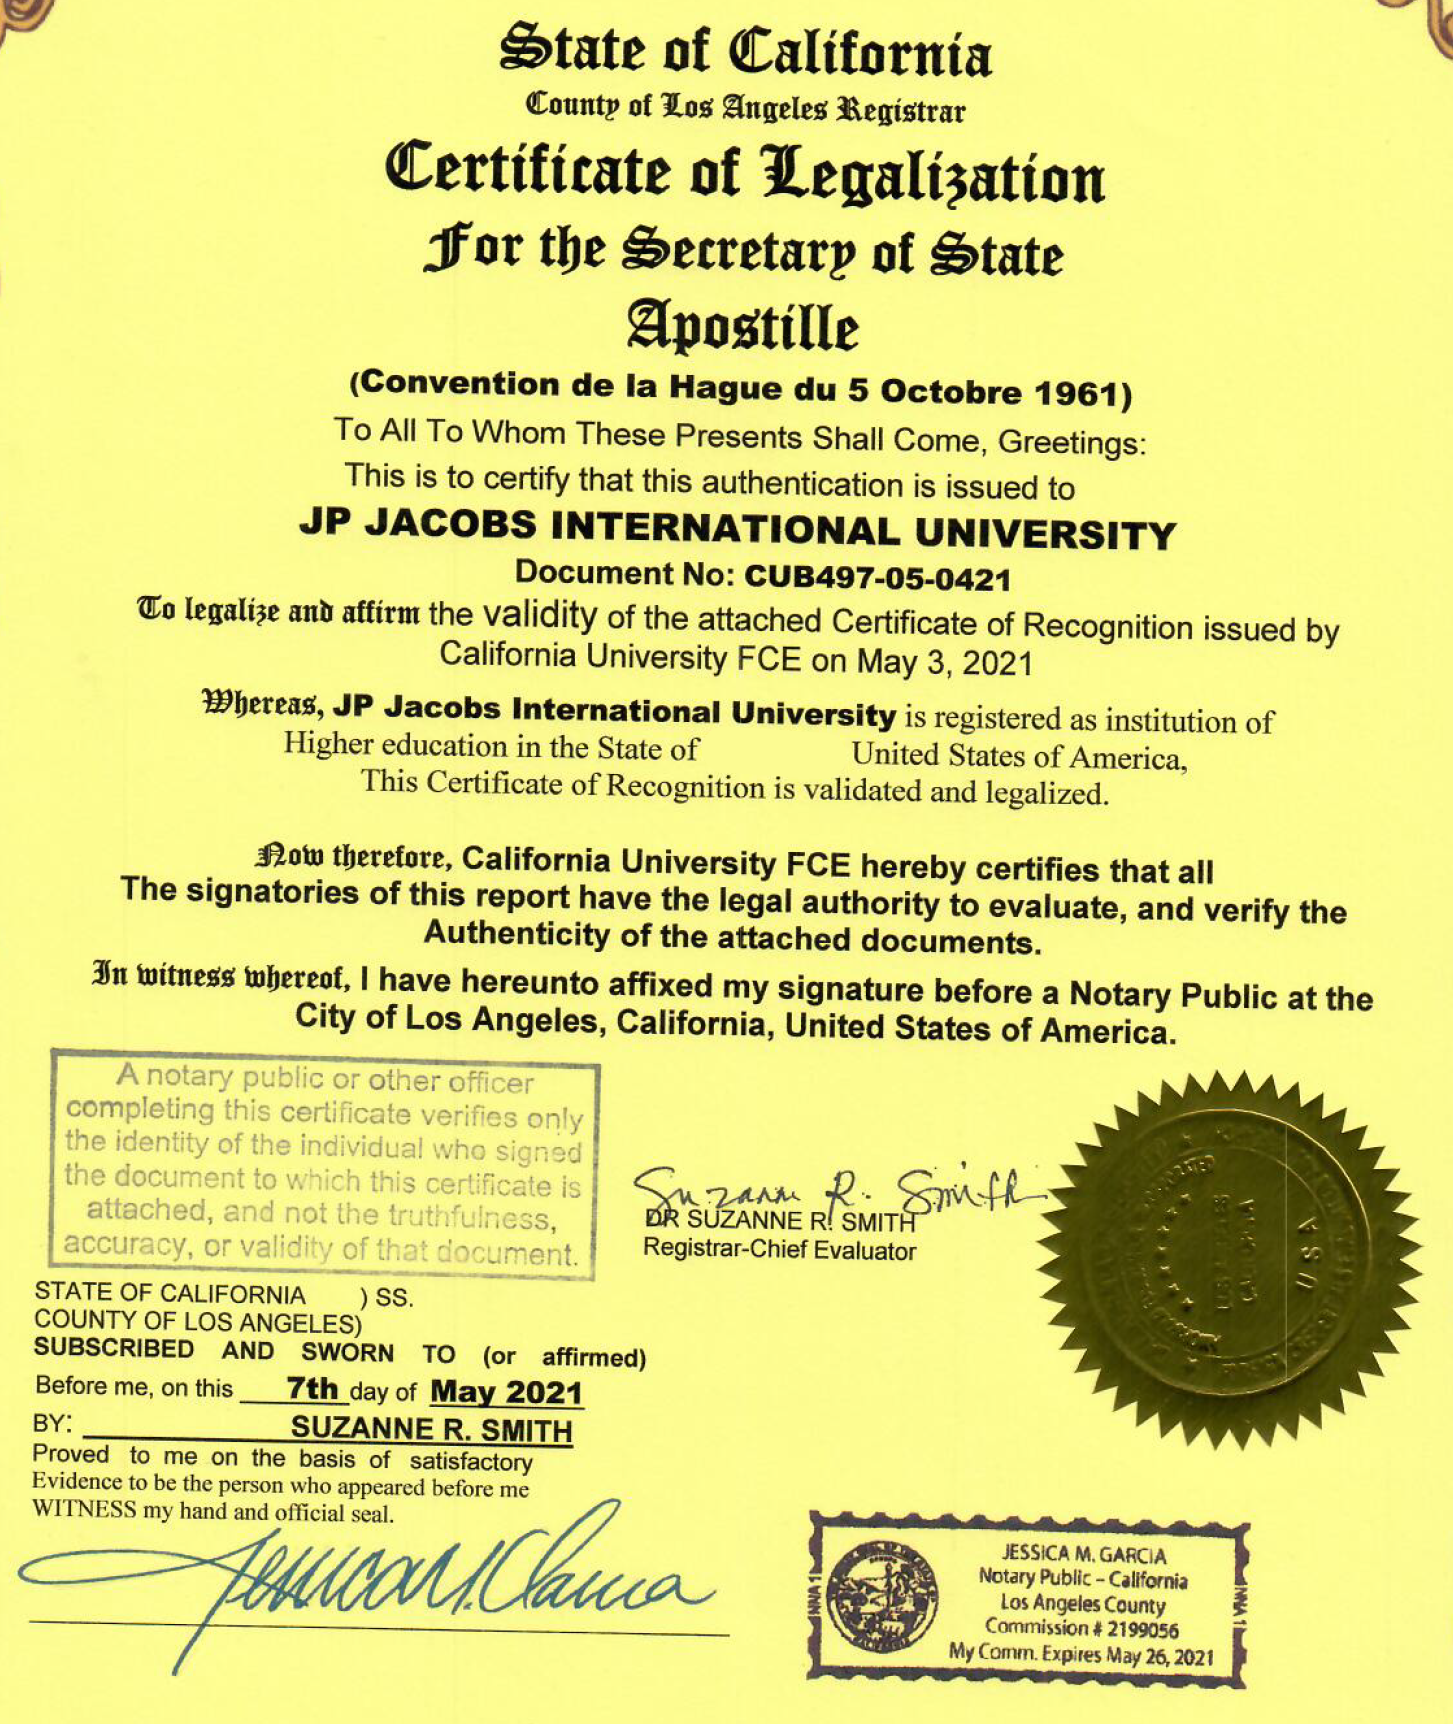 State of California
County of Los Angeles Registrar
Certificate of Legalization
For the Secretary of State
Apostille
(Convention de la Hague du 5 Octobre 1961)
To All To Whom These Presents Shall Come, Greetings:
This is to certify that this authentication is issued to
JP JACOBS INTERNATIONAL UNIVERSITY
Document No: CUB497-05-0421
To legalize and affirm the validity of the attached Certificate of Recognition issued by
California University FCE on May 3, 2021
Whereas, JP Jacobs International University is registered as institution of
Higher education in the State of United States of America,
This Certificate of Recognition is validated and legalized.
Now therefore, California University FCE hereby certifies that all
The signatories of this report have the legal authority to evaluate, and verify the
Authenticity of the attached documents.
In witness whereof, I have hereunto affixed my signature before a Notary Public at the
City of Los Angeles, California, United States of America.
A notary public or other officer
completing this certificate verifies only
the identity of the individual who signed
the document to which this certificate is
attached, and not the truthfulness,
accuracy, or validity of that document.
Suzanne R. Smith
DR SUZANNE R. SMITH
Registrar-Chief Evaluator
USA
STATE OF CALIFORNIA ) SS.
COUNTY OF LOS ANGELES)
SUBSCRIBED AND SWORN TO (or affirmed)
Before me, on this 7th day of May 2021
BY: SUZANNE R. SMITH
Proved to me on the basis of satisfactory
Evidence to be the person who appeared before me
WITNESS my hand and official seal.
JESSICA M. GARCIA
Notary Public – California
Los Angeles County
Commission # 2199056
My Comm. Expires May 26, 2021
NNA 1
NNA 1